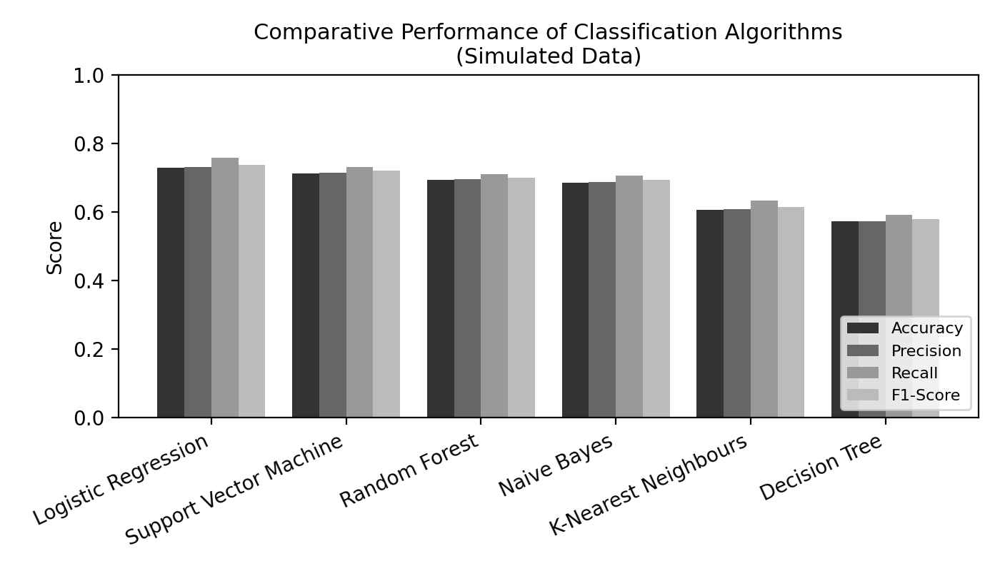 Comparative Performance of Classification Algorithms
(Simulated Data)
1.0
0.8
0.6
0.4
0.2
0.0
Score
Accuracy
Precision
Recall
F1-Score
Logistic Regression
Support Vector Machine
Random Forest
Naive Bayes
K-Nearest Neighbours
Decision Tree